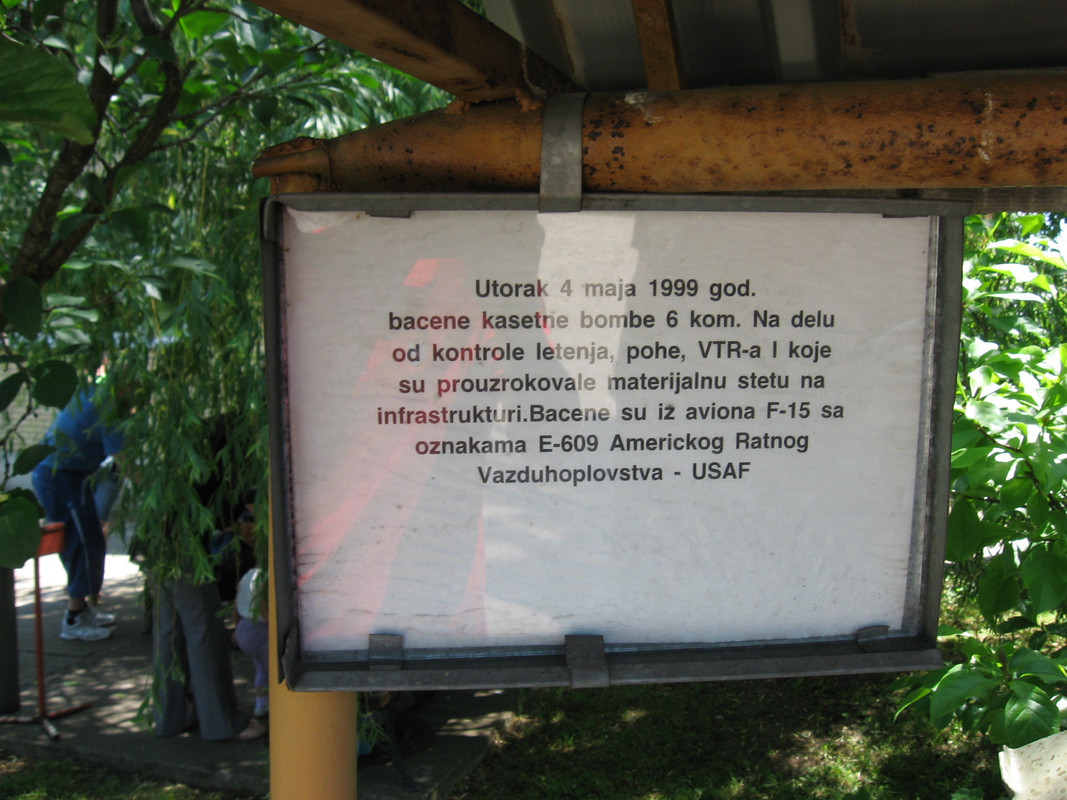 Utorak 4 maja 1999 god.
bacene kasetne bombe 6 kom. Na delu
od kontrole letenja, pohe, VTR-a I koje
su prouzrokovale materijalnu stetu na
infrastrukturi.Bacene su iz aviona F-15 sa
oznakama E-609 Americkog Ratnog
Vazduhoplovstva - USAF